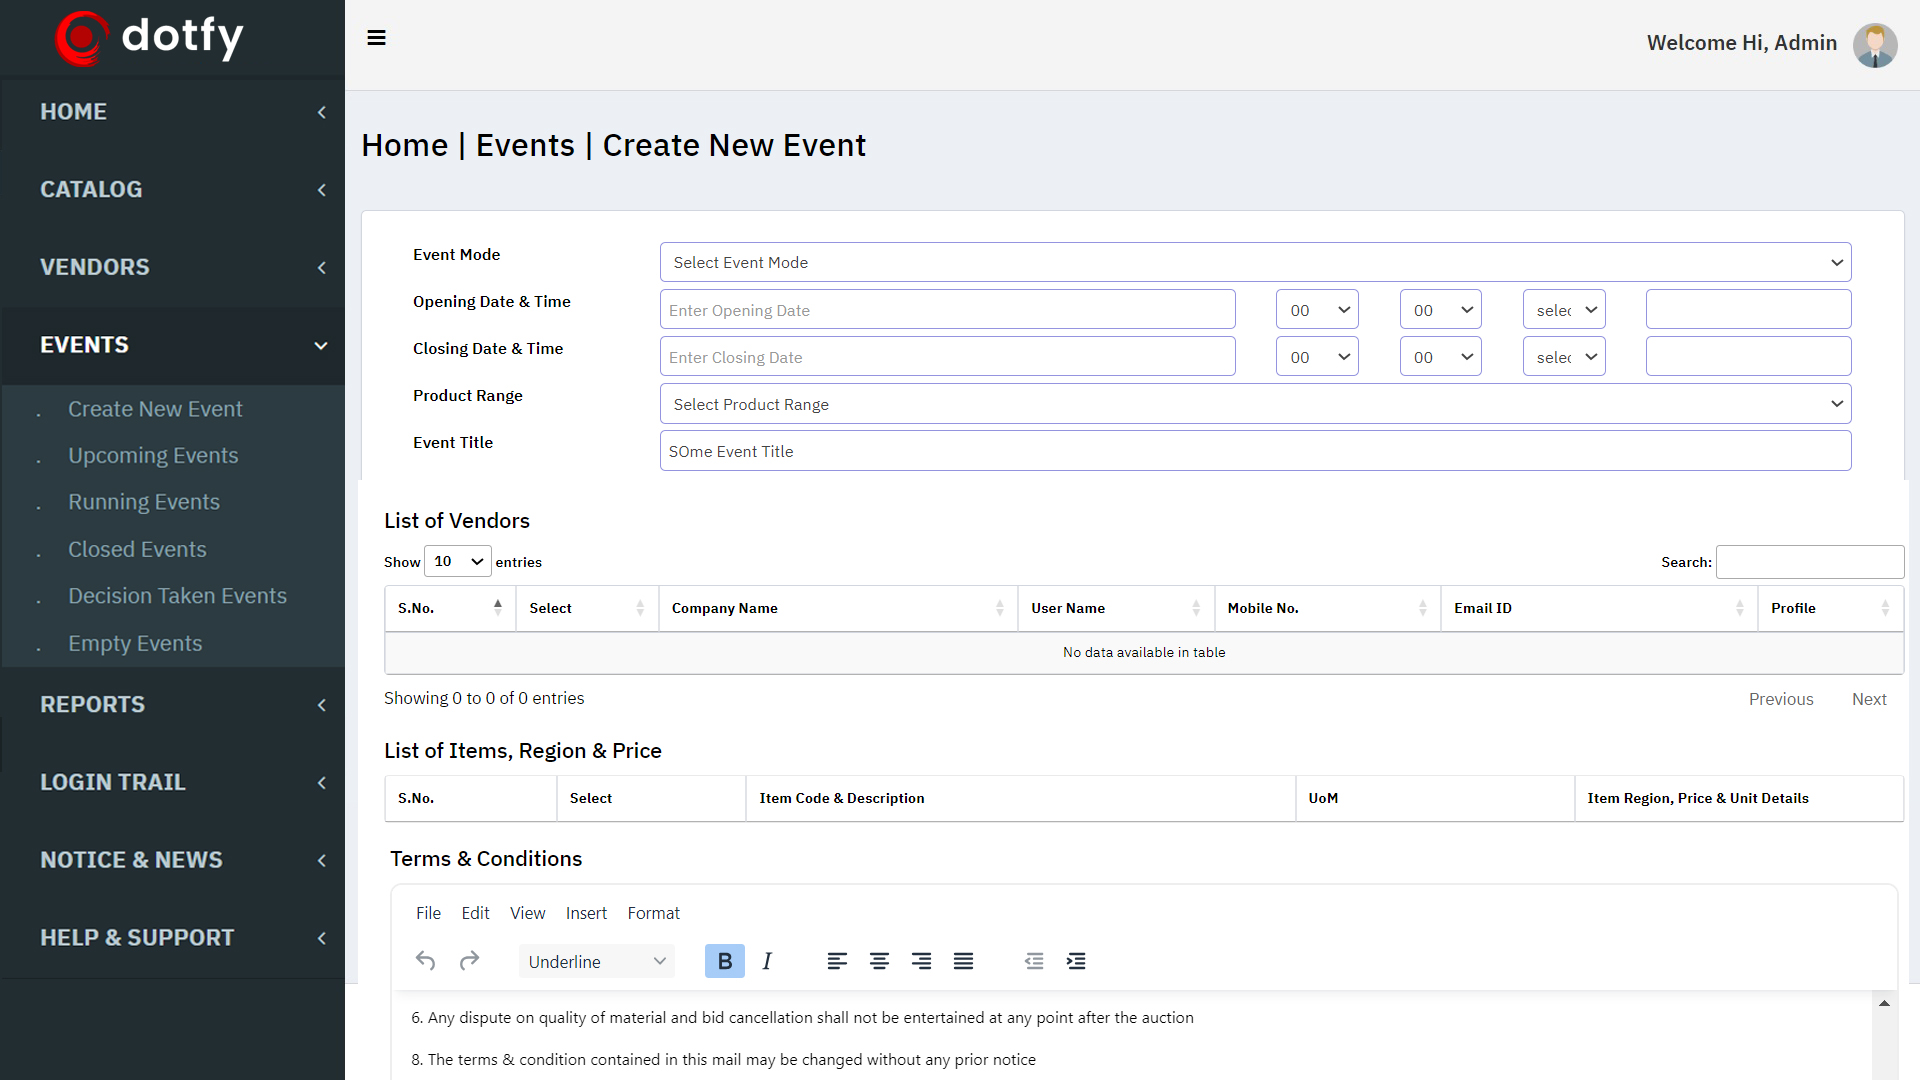 dotfy
Welcome Hi, Admin
HOME
CATALOG
VENDORS
EVENTS
. Create New Event
. Upcoming Events
. Running Events
. Closed Events
. Decision Taken Events
. Empty Events
REPORTS
LOGIN TRAIL
NOTICE & NEWS
HELP & SUPPORT
Home | Events | Create New Event
Event Mode Select Event Mode
Opening Date & Time Enter Opening Date 00 00 selec
Closing Date & Time Enter Closing Date 00 00 selec
Product Range Select Product Range
Event Title SOme Event Title
List of Vendors
Show 10 entries Search:
S.No. Select Company Name User Name Mobile No. Email ID Profile
No data available in table
Showing 0 to 0 of 0 entries Previous Next
List of Items, Region & Price
S.No. Select Item Code & Description UoM Item Region, Price & Unit Details
Terms & Conditions
File Edit View Insert Format
Underline B I
6. Any dispute on quality of material and bid cancellation shall not be entertained at any point after the auction
8. The terms & condition contained in this mail may be changed without any prior notice